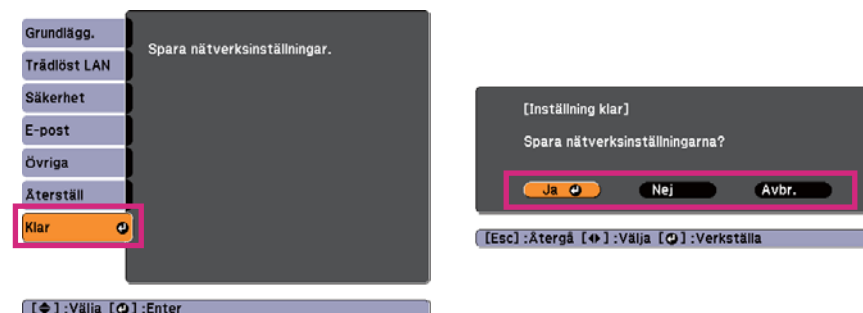 Grundlägg.
Trådlöst LAN
Säkerhet
E-post
Övriga
Återställ
Klar
Spara nätverksinställningar.
[ ] :Välja [ ] :Enter
[Inställning klar]
Spara nätverksinställningarna?
Ja Nej Avbr.
[Esc] :Återgå [ ] :Välja [ ] :Verkställa